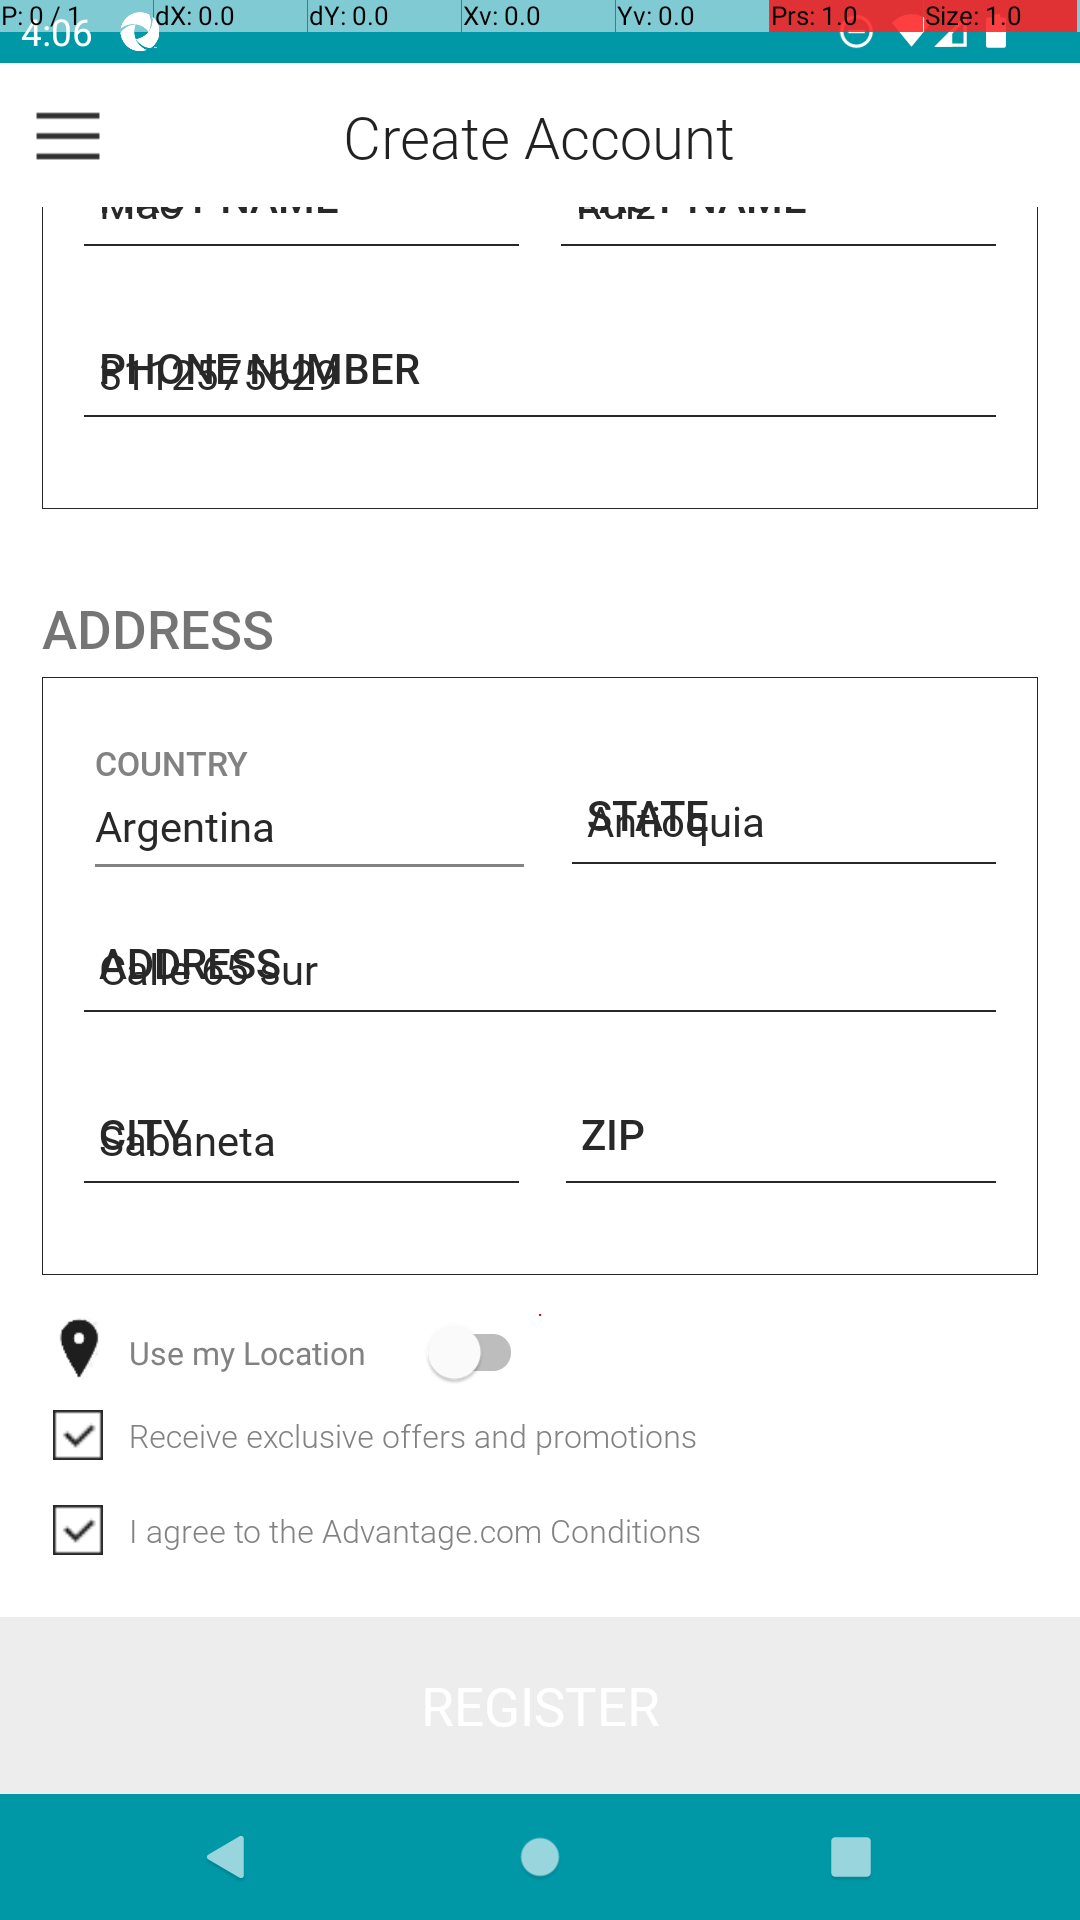 P: 0 / 1 dX: 0.0 dY: 0.0 Xv: 0.0 Yv: 0.0 Prs: 1.0 Size: 1.0
4:06
Create Account
NAME NAME
PHONE NUMBER
3112575629
ADDRESS
COUNTRY
Argentina
STATE
Antioquia
ADDRESS
Calle 65 sur
CITY
Sabaneta
ZIP
Use my Location
Receive exclusive offers and promotions
I agree to the Advantage.com Conditions
REGISTER